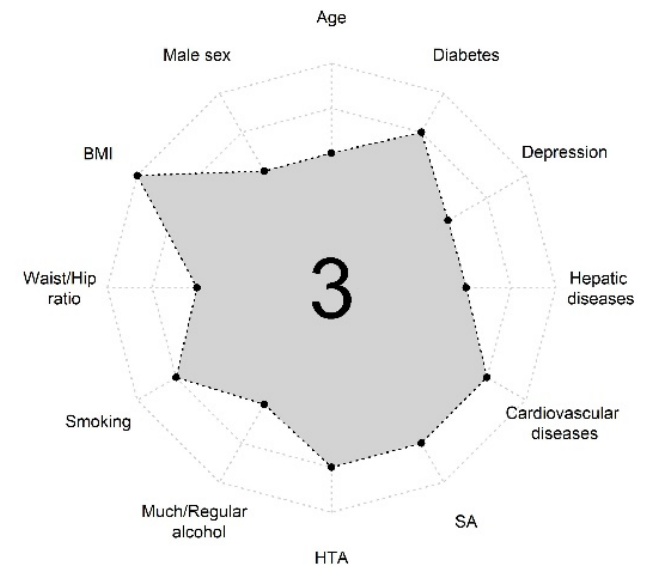 Age
Male sex
Diabetes
BMI
Depression
3
Waist/Hip
ratio
Hepatic
diseases
Smoking
Cardiovascular
diseases
Much/Regular
alcohol
SA
HTA